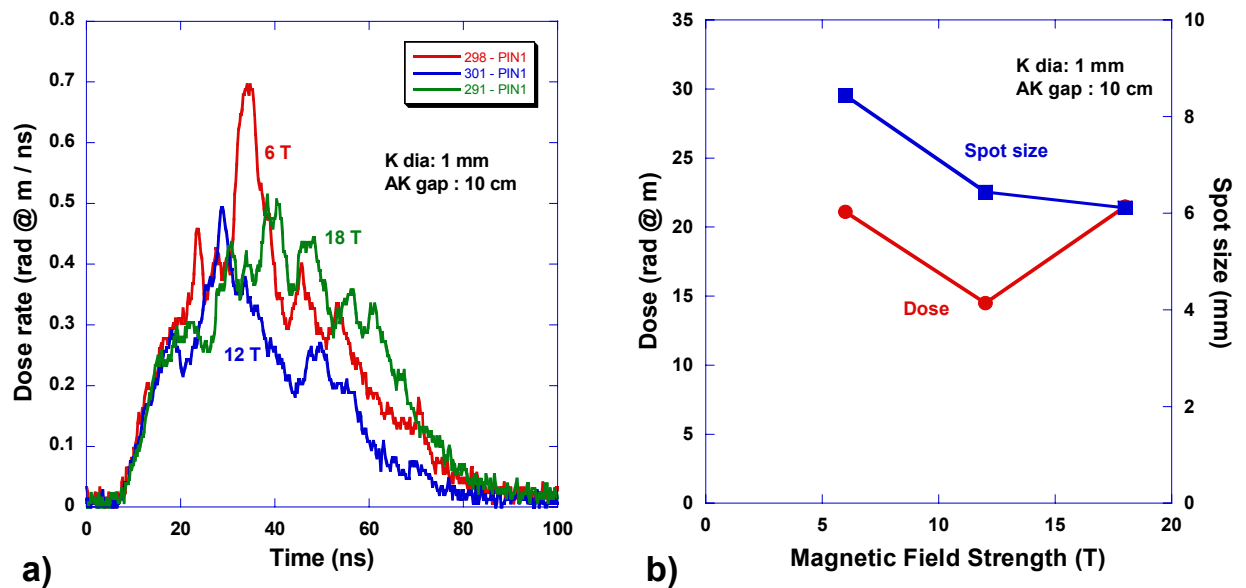 0.8
0.7
0.6
0.5
0.4
0.3
0.2
0.1
0
Dose rate (rad @ m / ns)
298 - PIN1
301 - PIN1
291 - PIN1
6 T
K dia: 1 mm
AK gap : 10 cm
18 T
12 T
0 20 40 60 80 100
Time (ns)
a)
35
30
25
20
15
10
5
0
Dose (rad @ m)
K dia: 1 mm
AK gap : 10 cm
Spot size
Dose
10
8
6
4
2
0
Spot size (mm)
0 5 10 15 20
Magnetic Field Strength (T)
b)